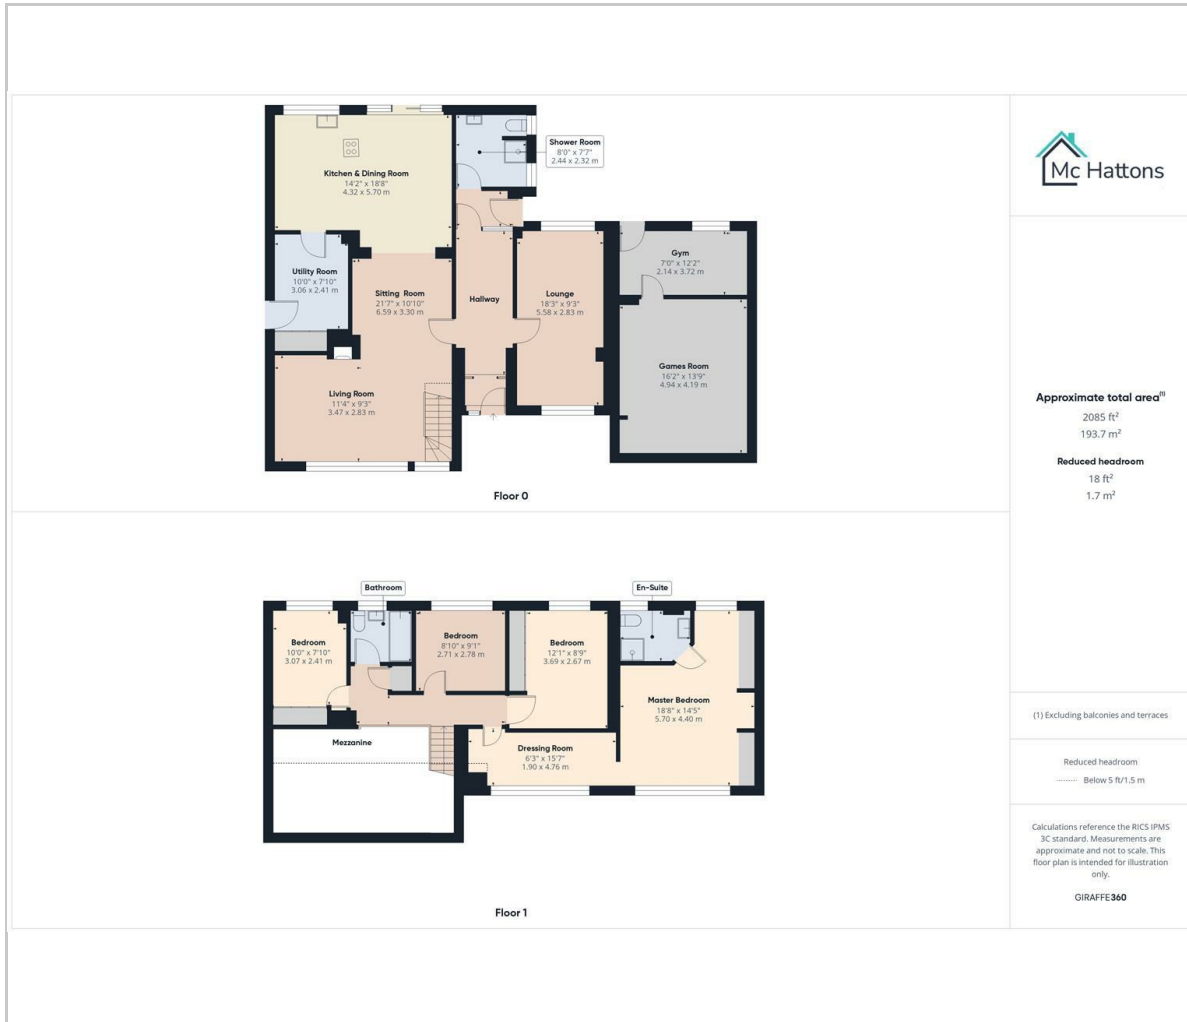 Shower Room
8'0" x 7'7"
2.44 x 2.32 m
Kitchen & Dining Room
14'2" x 18'8"
4.32 x 5.70 m
Utility Room
10'0" x 7'10"
3.06 x 2.41 m
Sitting Room
21'7" x 10'10"
6.59 x 3.30 m
Hallway
Lounge
18'3" x 9'3"
5.58 x 2.83 m
Gym
7'0" x 12'2"
2.14 x 3.72 m
Games Room
16'2" x 13'9"
4.94 x 4.19 m
Living Room
11'4" x 9'3"
3.47 x 2.83 m
Floor 0
Bathroom
En-Suite
Bedroom
10'0" x 7'10"
3.07 x 2.41 m
Bedroom
8'10" x 9'1"
2.71 x 2.78 m
Bedroom
12'1" x 8'9"
3.69 x 2.67 m
Master Bedroom
18'8" x 14'5"
5.70 x 4.40 m
Mezzanine
Dressing Room
6'3" x 15'7"
1.90 x 4.76 m
Floor 1
Mc Hattons
Approximate total area(1)
2085 ft²
193.7 m²
Reduced headroom
18 ft²
1.7 m²
(1) Excluding balconies and terraces
Reduced headroom
Below 5 ft/1.5 m
Calculations reference the RICS IPMS
3C standard. Measurements are
approximate and not to scale. This
floor plan is intended for illustration
only.
GIRAFFE360